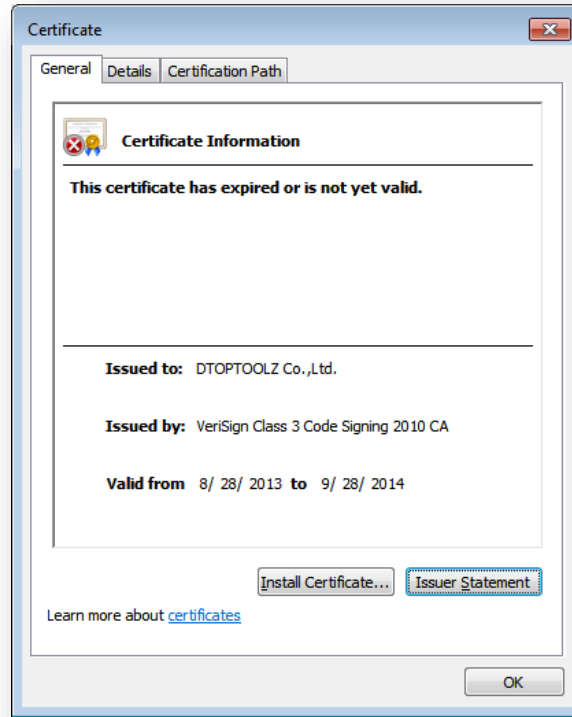 Certificate
General Details Certification Path
Certificate Information
This certificate has expired or is not yet valid.
Issued to: DTOPTOOLZ Co.,Ltd.
Issued by: VeriSign Class 3 Code Signing 2010 CA
Valid from 8/ 28/ 2013 to 9/ 28/ 2014
Install Certificate... Issuer Statement
Learn more about certificates
OK